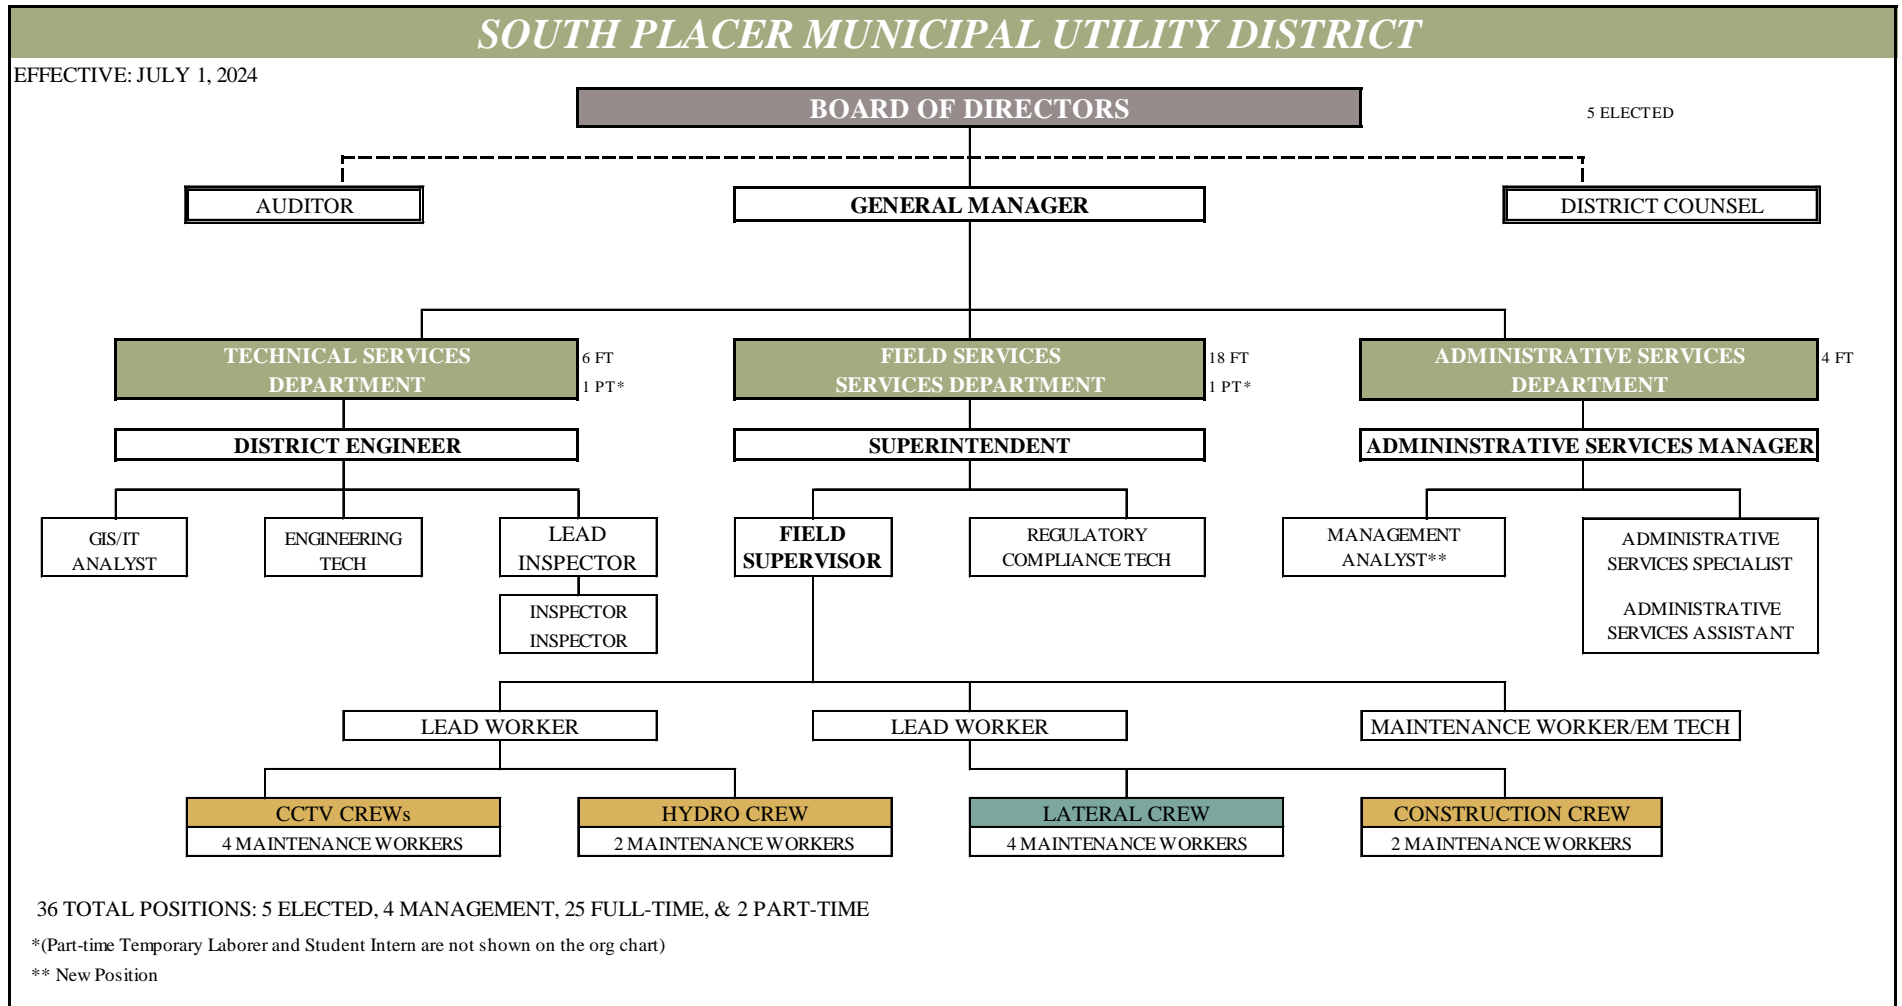 SOUTH PLACER MUNICIPAL UTILITY DISTRICT
EFFECTIVE: JULY 1, 2024
BOARD OF DIRECTORS
5 ELECTED
AUDITOR
GENERAL MANAGER
DISTRICT COUNSEL
TECHNICAL SERVICES
DEPARTMENT
6 FT
1 PT*
FIELD SERVICES
SERVICES DEPARTMENT
18 FT
1 PT*
ADMINISTRATIVE SERVICES
DEPARTMENT
4 FT
DISTRICT ENGINEER
SUPERINTENDENT
ADMININSTRATIVE SERVICES MANAGER
GIS/IT
ANALYST
ENGINEERING
TECH
LEAD
INSPECTOR
INSPECTOR
INSPECTOR
FIELD
SUPERVISOR
REGULATORY
COMPLIANCE TECH
MANAGEMENT
ANALYST**
ADMINISTRATIVE
SERVICES SPECIALIST
ADMINISTRATIVE
SERVICES ASSISTANT
LEAD WORKER
LEAD WORKER
MAINTENANCE WORKER/EM TECH
CCTV CREWs
4 MAINTENANCE WORKERS
HYDRO CREW
2 MAINTENANCE WORKERS
LATERAL CREW
4 MAINTENANCE WORKERS
CONSTRUCTION CREW
2 MAINTENANCE WORKERS
36 TOTAL POSITIONS: 5 ELECTED, 4 MANAGEMENT, 25 FULL-TIME, & 2 PART-TIME
*(Part-time Temporary Laborer and Student Intern are not shown on the org chart)
** New Position